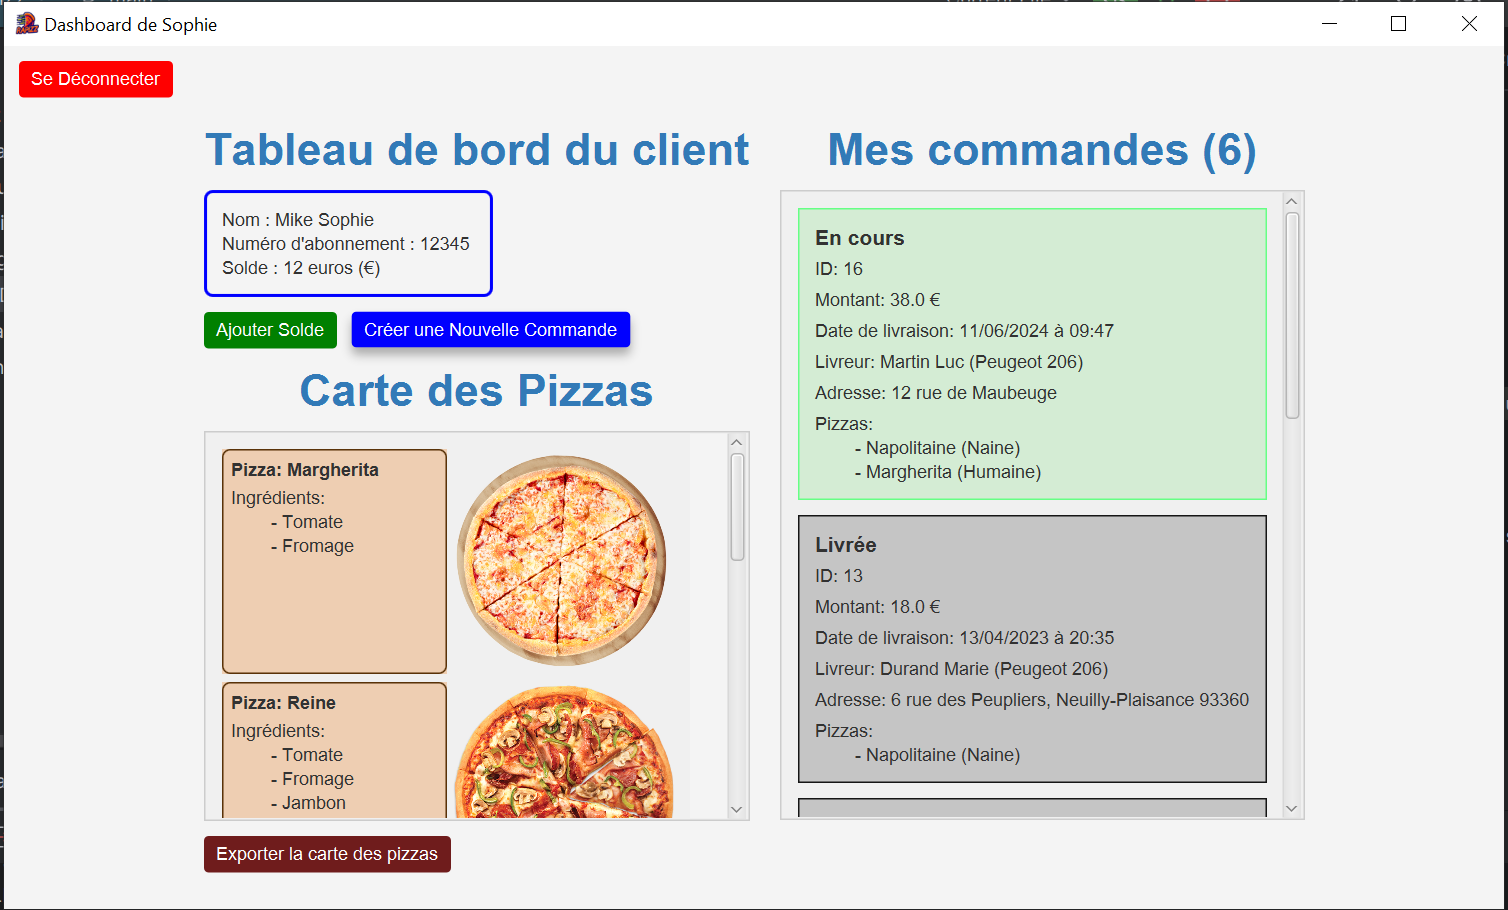 Dashboard de Sophie
Se Déconnecter
Tableau de bord du client
Nom : Mike Sophie
Numéro d'abonnement : 12345
Solde : 12 euros (€)
Ajouter Solde
Créer une Nouvelle Commande
Carte des Pizzas
Pizza: Margherita
Ingrédients:
- Tomate
- Fromage
Pizza: Reine
Ingrédients:
- Tomate
- Fromage
- Jambon
Exporter la carte des pizzas
Mes commandes (6)
En cours
ID: 16
Montant: 38.0 €
Date de livraison: 11/06/2024 à 09:47
Livreur: Martin Luc (Peugeot 206)
Adresse: 12 rue de Maubeuge
Pizzas:
- Napolitaine (Naine)
- Margherita (Humaine)
Livrée
ID: 13
Montant: 18.0 €
Date de livraison: 13/04/2023 à 20:35
Livreur: Durand Marie (Peugeot 206)
Adresse: 6 rue des Peupliers, Neuilly-Plaisance 93360
Pizzas:
- Napolitaine (Naine)